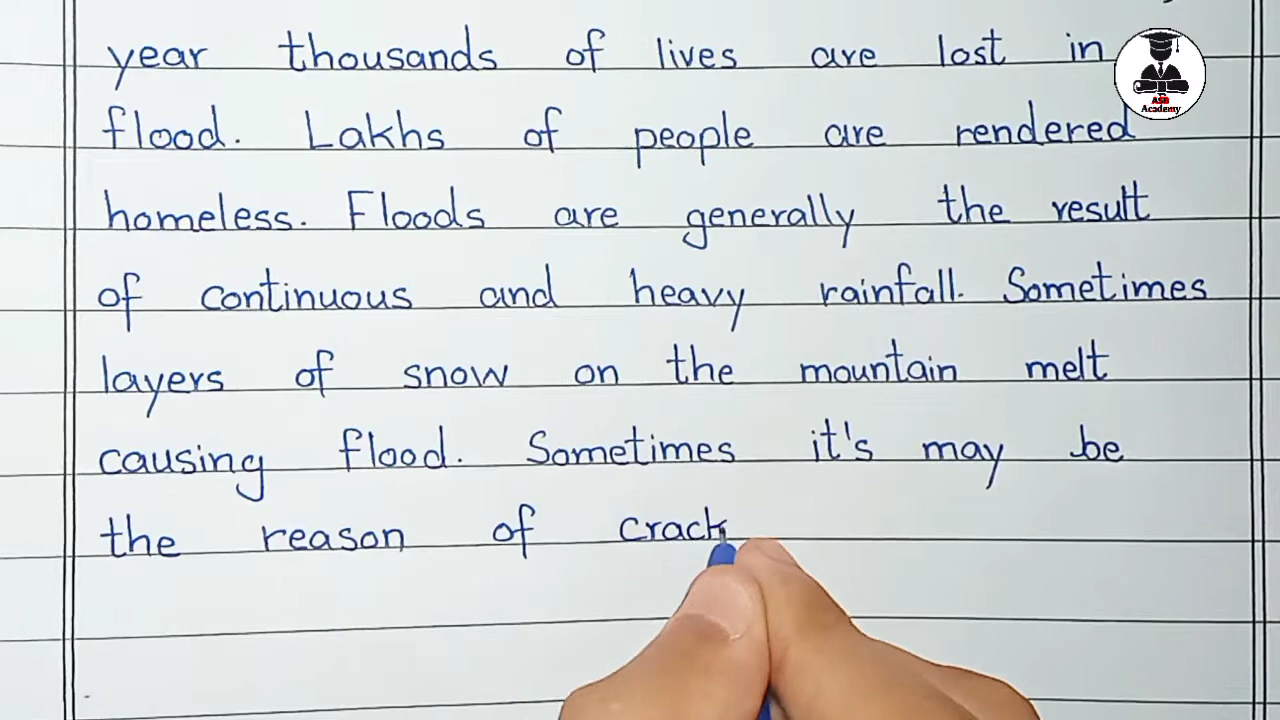 year thousands of lives are lost in
flood. Lakhs of people are rendered
homeless. Floods are generally the result
of continuous and heavy rainfall. Sometimes
layers of snow on the mountain melt
causing flood. Sometimes it's may be
the reason of crack
ASB
Academy